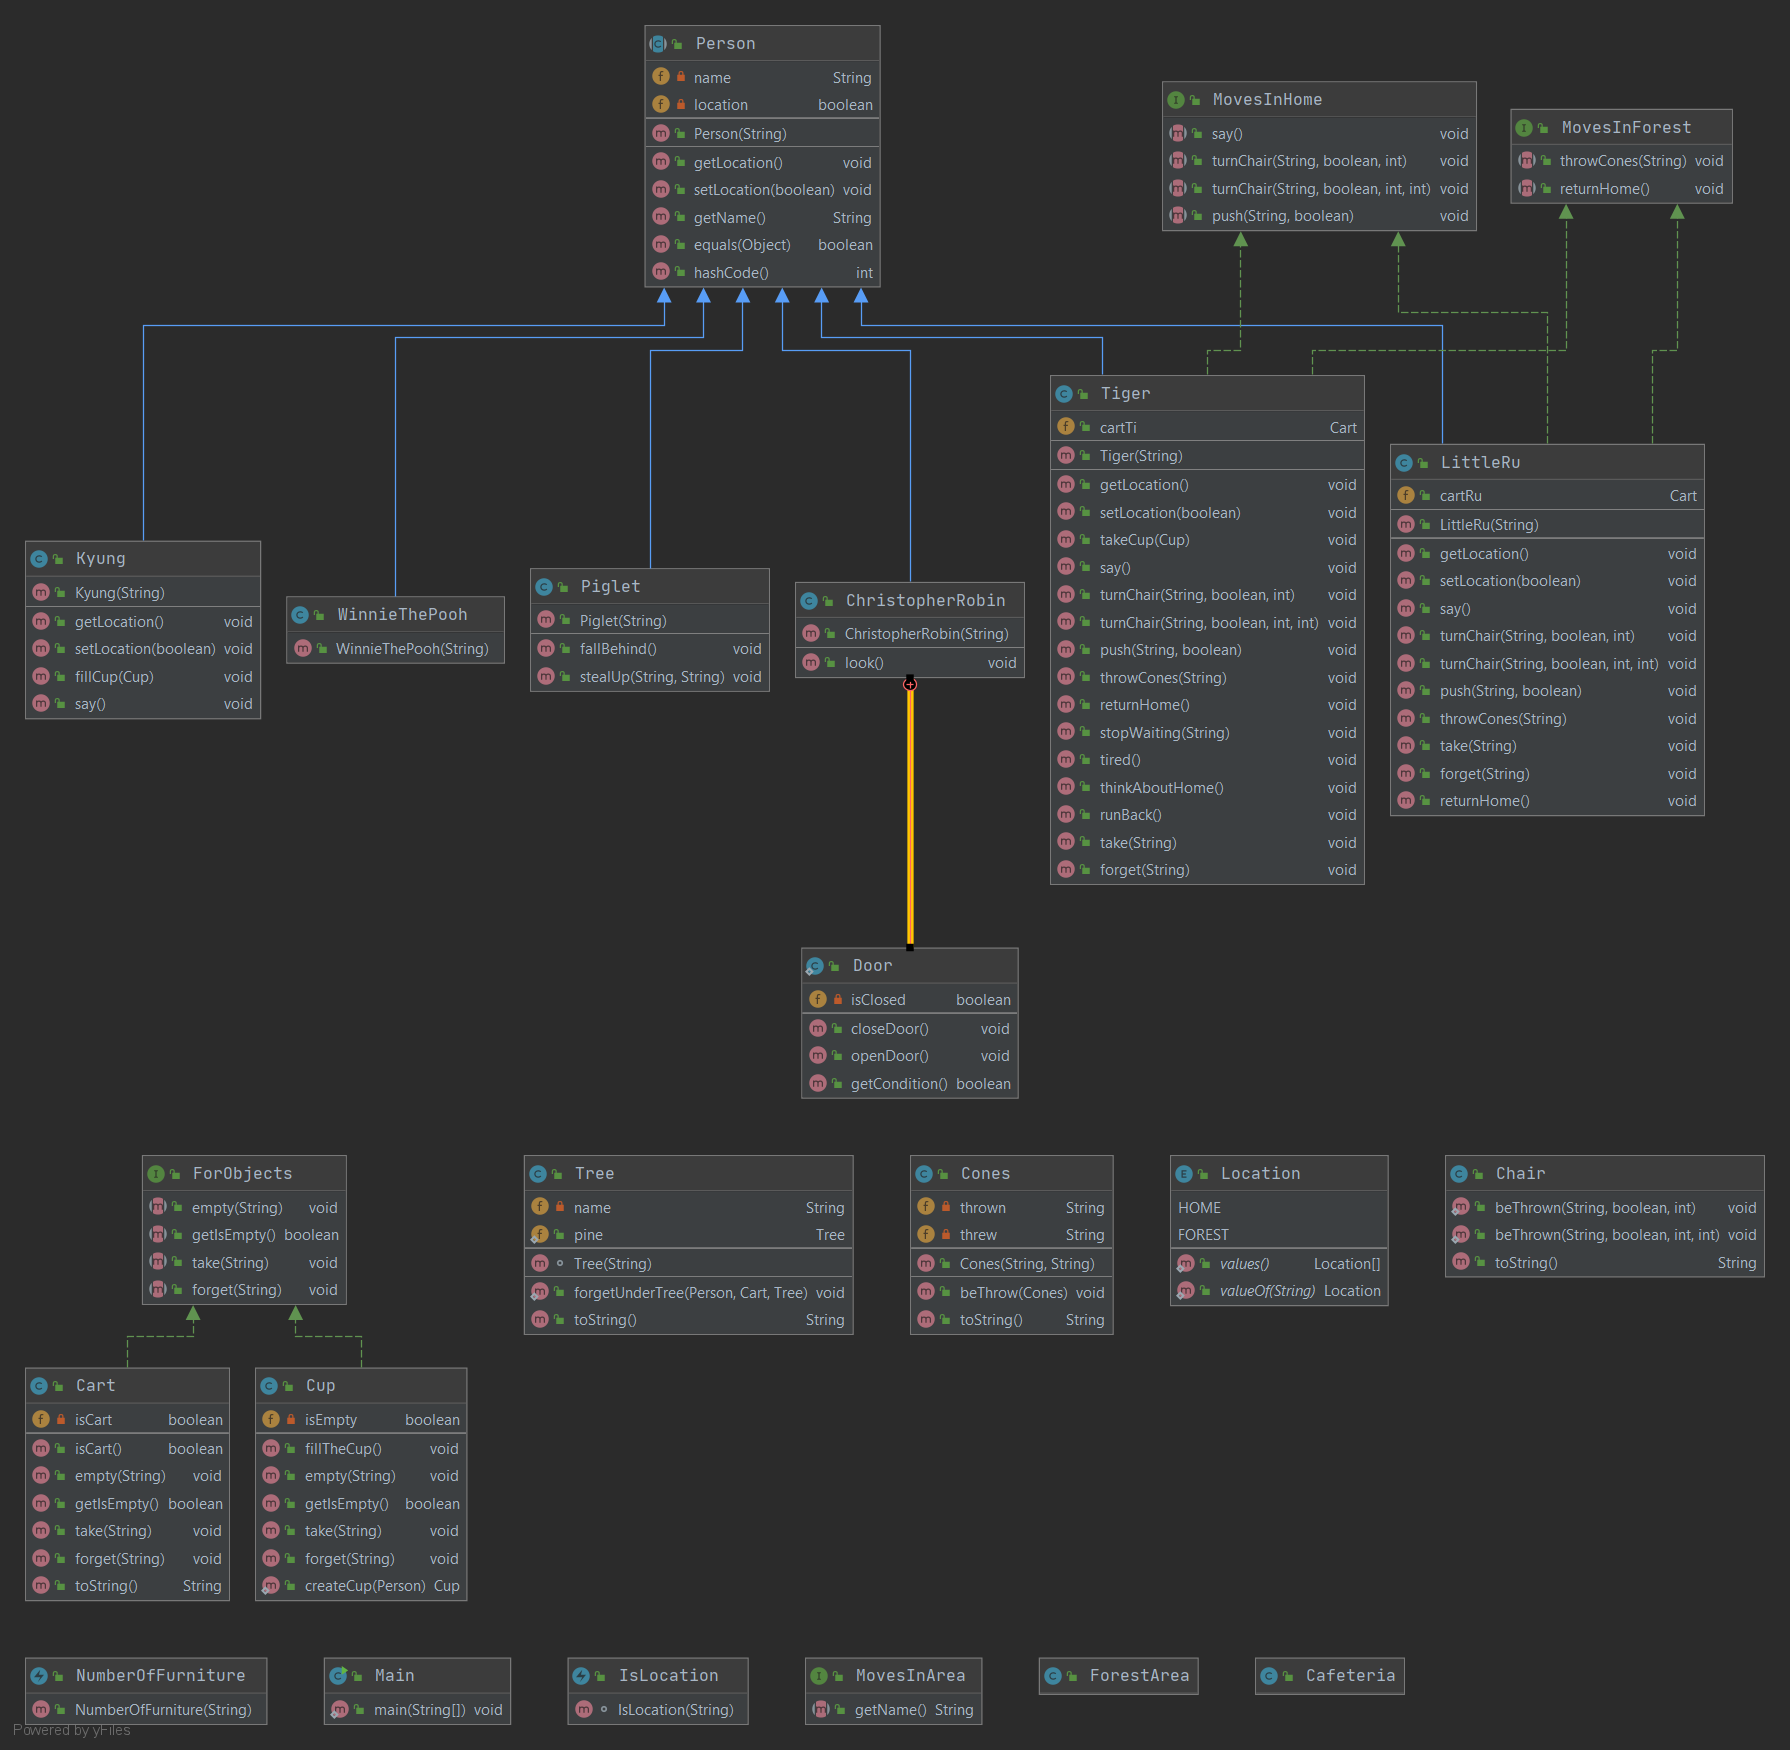 Person
name String
location boolean
Person(String)
getLocation() void
setLocation(boolean) void
getName() String
equals(Object) boolean
hashCode() int
MovesInHome
say() void
turnChair(String, boolean, int) void
turnChair(String, boolean, int, int) void
push(String, boolean) void
MovesInForest
throwCones(String) void
returnHome() void
Tiger
cartTi Cart
Tiger(String)
getLocation() void
setLocation(boolean) void
takeCup(Cup) void
say() void
turnChair(String, boolean, int) void
turnChair(String, boolean, int, int) void
push(String, boolean) void
throwCones(String) void
returnHome() void
stopWaiting(String) void
tired() void
thinkAboutHome() void
runBack() void
take(String) void
forget(String) void
LittleRu
cartRu Cart
LittleRu(String)
getLocation() void
setLocation(boolean) void
say() void
turnChair(String, boolean, int) void
turnChair(String, boolean, int, int) void
push(String, boolean) void
throwCones(String) void
take(String) void
forget(String) void
returnHome() void
Kyung
Kyung(String)
getLocation() void
setLocation(boolean) void
fillCup(Cup) void
say() void
WinnieThePooh
WinnieThePooh(String)
Piglet
Piglet(String)
fallBehind() void
stealUp(String, String) void
ChristopherRobin
ChristopherRobin(String)
look() void
Door
isClosed boolean
closeDoor() void
openDoor() void
getCondition() boolean
ForObjects
empty(String) void
getIsEmpty() boolean
take(String) void
forget(String) void
Tree
name String
pine Tree
Tree(String)
forgetUnderTree(Person, Cart, Tree) void
toString() String
Cones
thrown String
threw String
Cones(String, String)
beThrow(Cones) void
toString() String
Location
HOME
FOREST
values() Location[]
valueOf(String) Location
Chair
beThrown(String, boolean, int) void
beThrown(String, boolean, int, int) void
toString() String
Cart
isCart boolean
isCart() boolean
empty(String) void
getIsEmpty() boolean
take(String) void
forget(String) void
toString() String
Cup
isEmpty boolean
fillTheCup() void
empty(String) void
getIsEmpty() boolean
take(String) void
forget(String) void
createCup(Person) Cup
NumberOfFurniture
NumberOfFurniture(String)
Main
main(String[]) void
IsLocation
IsLocation(String)
MovesInArea
getName() String
ForestArea
Cafeteria
Powered by yFiles